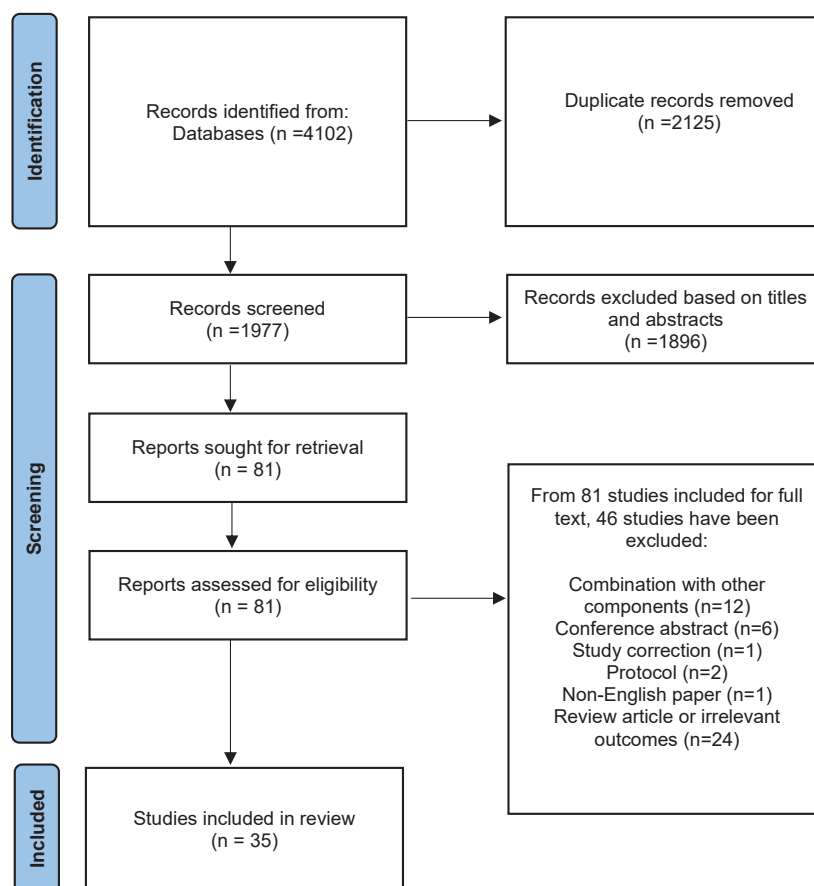 Identification
Records identified from:
Databases (n =4102)
Duplicate records removed
(n =2125)
Screening
Records screened
(n =1977)
Records excluded based on titles
and abstracts
(n =1896)
Reports sought for retrieval
(n = 81)
Reports assessed for eligibility
(n = 81)
From 81 studies included for full
text, 46 studies have been
excluded:
Combination with other
components (n=12)
Conference abstract (n=6)
Study correction (n=1)
Protocol (n=2)
Non-English paper (n=1)
Review article or irrelevant
outcomes (n=24)
Included
Studies included in review
(n = 35)